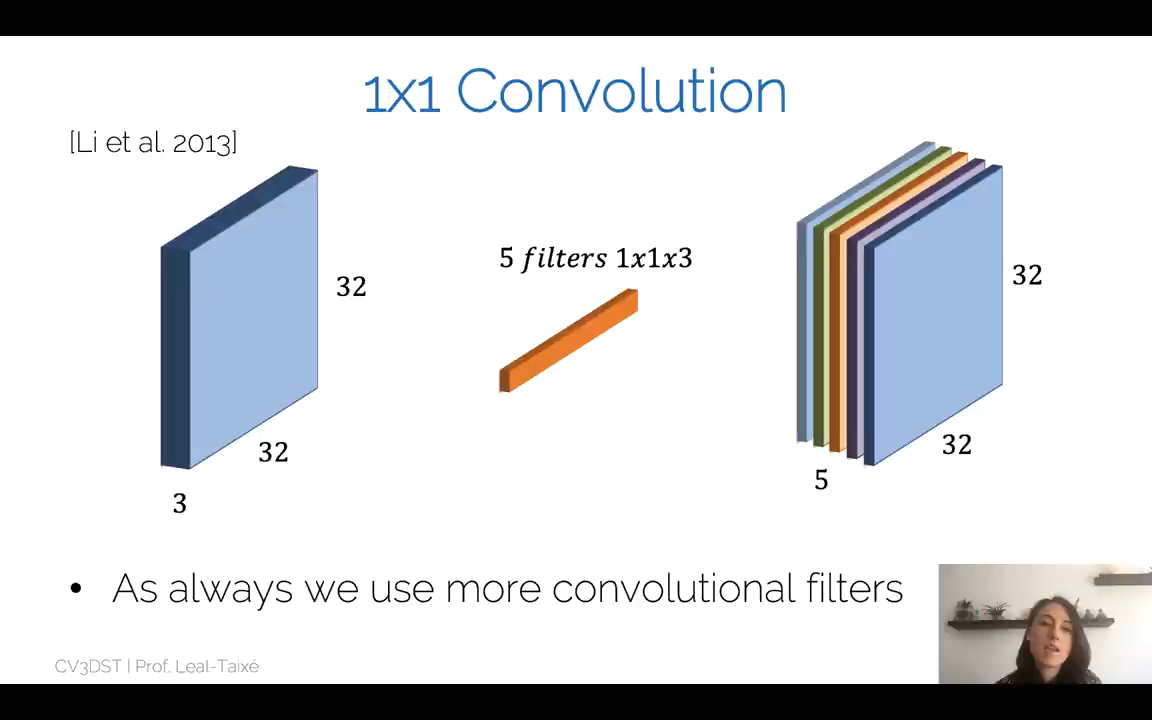 1x1 Convolution
[Li et al. 2013]
5 filters 1x1x3
32
32
3
32
32
5
• As always we use more convolutional filters
CV3DST | Prof. Leal-Taixé